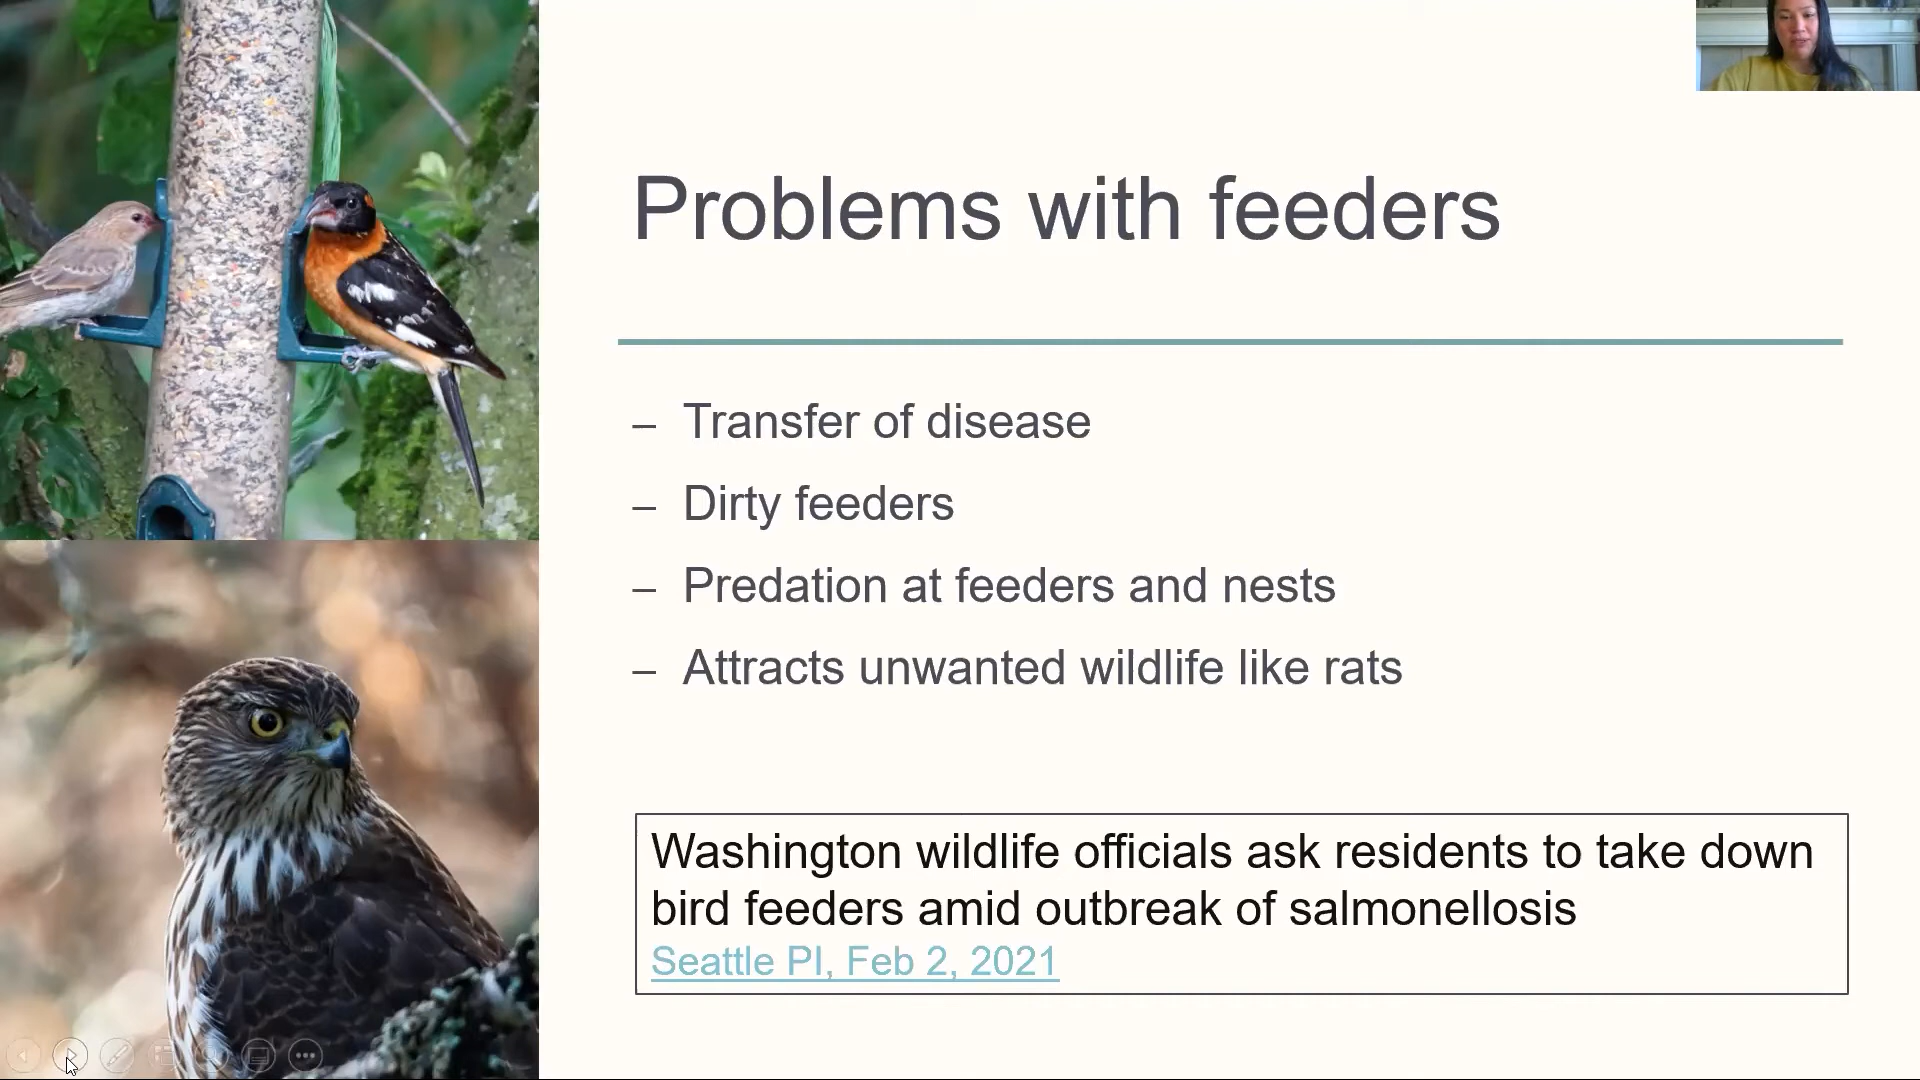 Problems with feeders
– Transfer of disease
– Dirty feeders
– Predation at feeders and nests
– Attracts unwanted wildlife like rats
Washington wildlife officials ask residents to take down
bird feeders amid outbreak of salmonellosis
Seattle PI, Feb 2, 2021